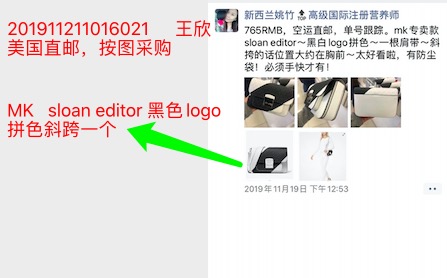 201911211016021 王欣
美国直邮，按图采购
MK sloan editor 黑色logo
拼色斜跨一个
新西兰姚竹🔝高级国际注册营养师
765RMB，空运直邮，单号跟踪。mk专卖款
sloan editor～黑白logo拼色～一根肩带～斜
挎的话位置大约在胸前～太好看啦，有防尘
袋！必须手快才有！
2019年11月19日 下午12:53